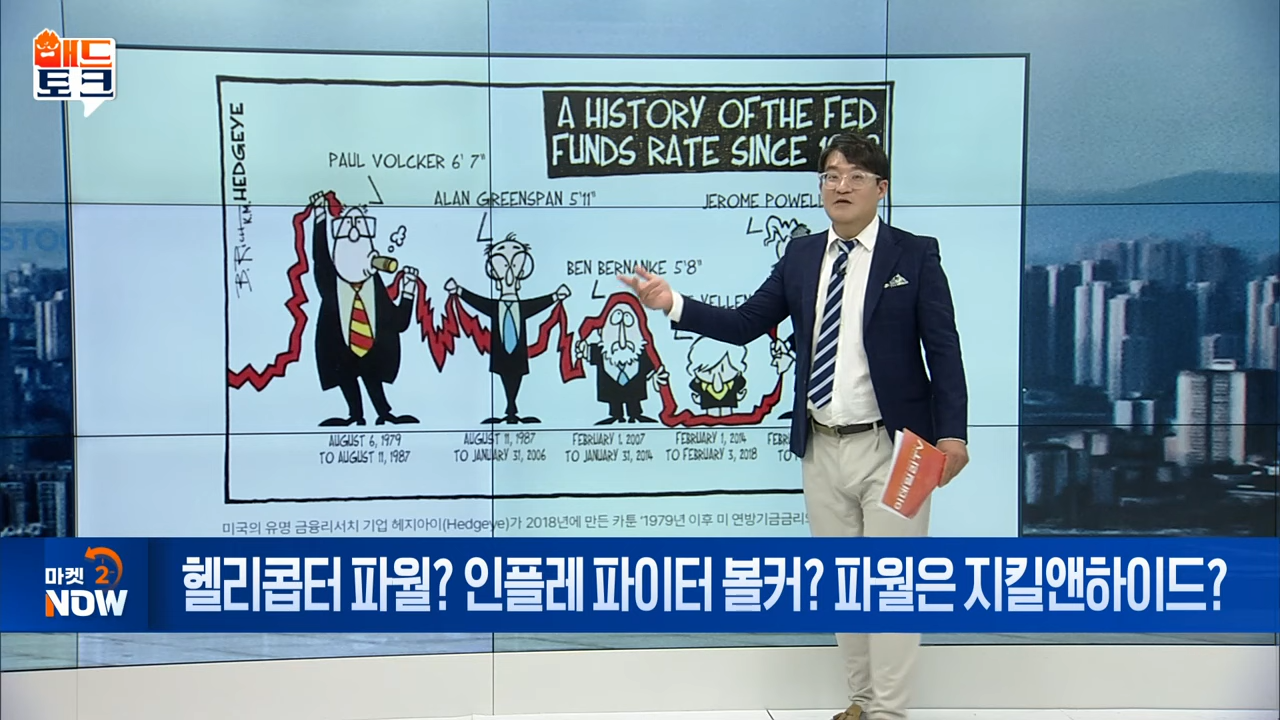 배드
토크
HEDGEYE
A HISTORY OF THE FED
FUNDS RATE SINCE
PAUL VOLCKER 6' 7"
ALAN GREENSPAN 5'11"
JEROME POWELL
BEN BERNANKE 5'8"
YELLEN
AUGUST 6, 1979
TO AUGUST 11, 1987
AUGUST 11, 1987
TO JANUARY 31, 2006
FEBRUARY 1, 2007
TO JANUARY 31, 2014
FEBRUARY 1, 2014
TO FEBRUARY 3, 2018
미국의 유명 금융리서치 기업 헤지아이(Hedgeye)가 2018년에 만든 카툰 '1979년 이후 미 연방기금금리의
마켓 2
NOW
헬리콥터 파월? 인플레 파이터 볼커? 파월은 지킬앤하이드?